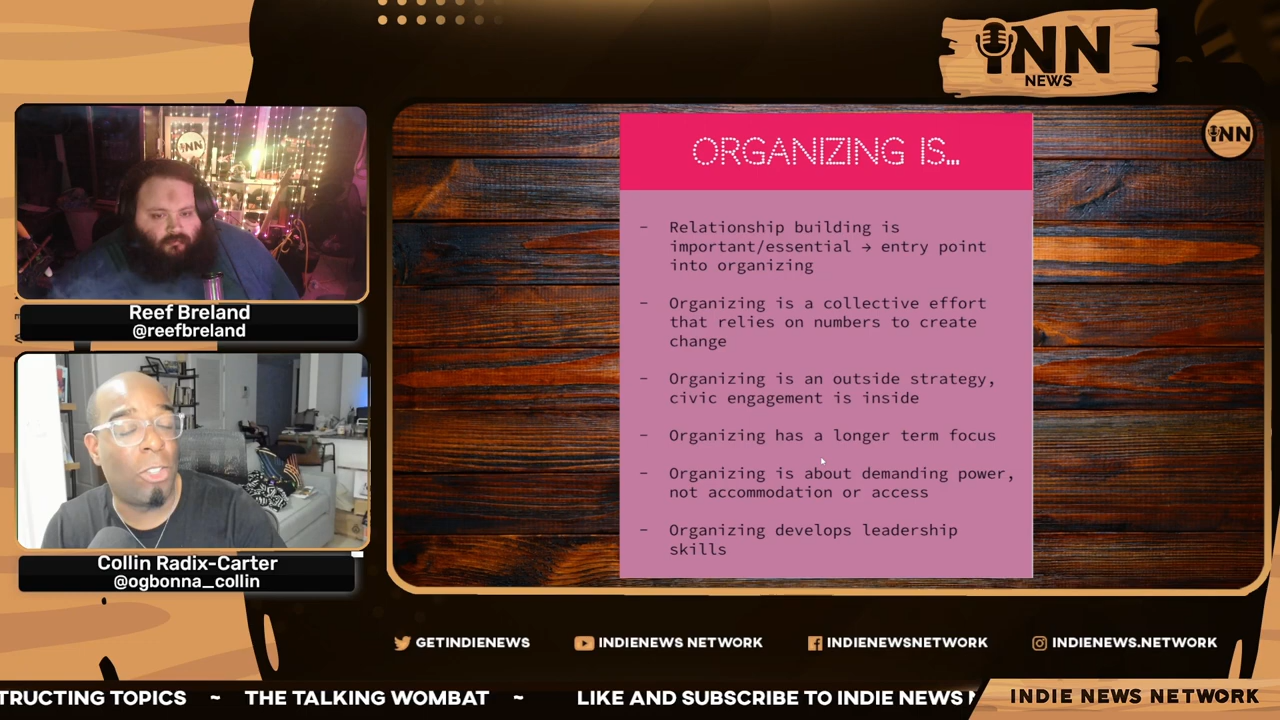 iNN
NEWS
iNN
iNN
Reef Breland
@reefbreland
Collin Radix-Carter
@ogbonna_collin
ORGANIZING IS...
- Relationship building is
important/essential → entry point
into organizing
- Organizing is a collective effort
that relies on numbers to create
change
- Organizing is an outside strategy,
civic engagement is inside
- Organizing has a longer term focus
- Organizing is about demanding power,
not accommodation or access
- Organizing develops leadership
skills
GETINDIENEWS
INDIENEWS NETWORK
INDIENEWSNETWORK
INDIENEWS.NETWORK
TRUCTING TOPICS ~ THE TALKING WOMBAT ~ LIKE AND SUBSCRIBE TO INDIE NEWS
INDIE NEWS NETWORK